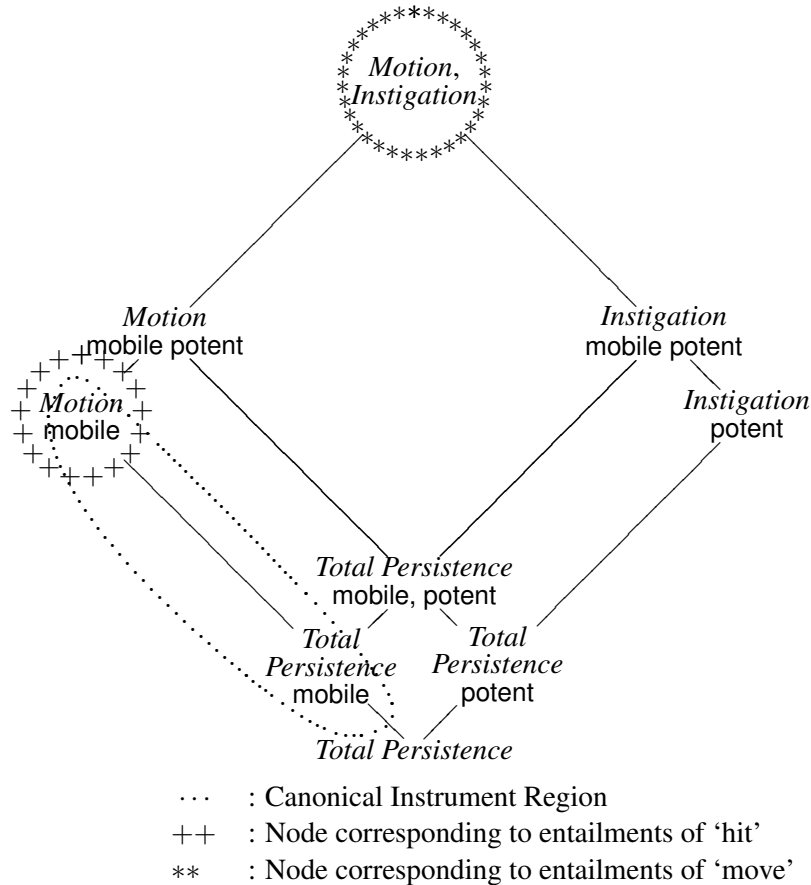 Motion,
Instigation
Motion
mobile potent
Instigation
mobile potent
Motion
mobile
Instigation
potent
Total Persistence
mobile, potent
Total
Persistence
mobile
Total
Persistence
potent
Total Persistence
··· : Canonical Instrument Region
++ : Node corresponding to entailments of ‘hit’
** : Node corresponding to entailments of ‘move’